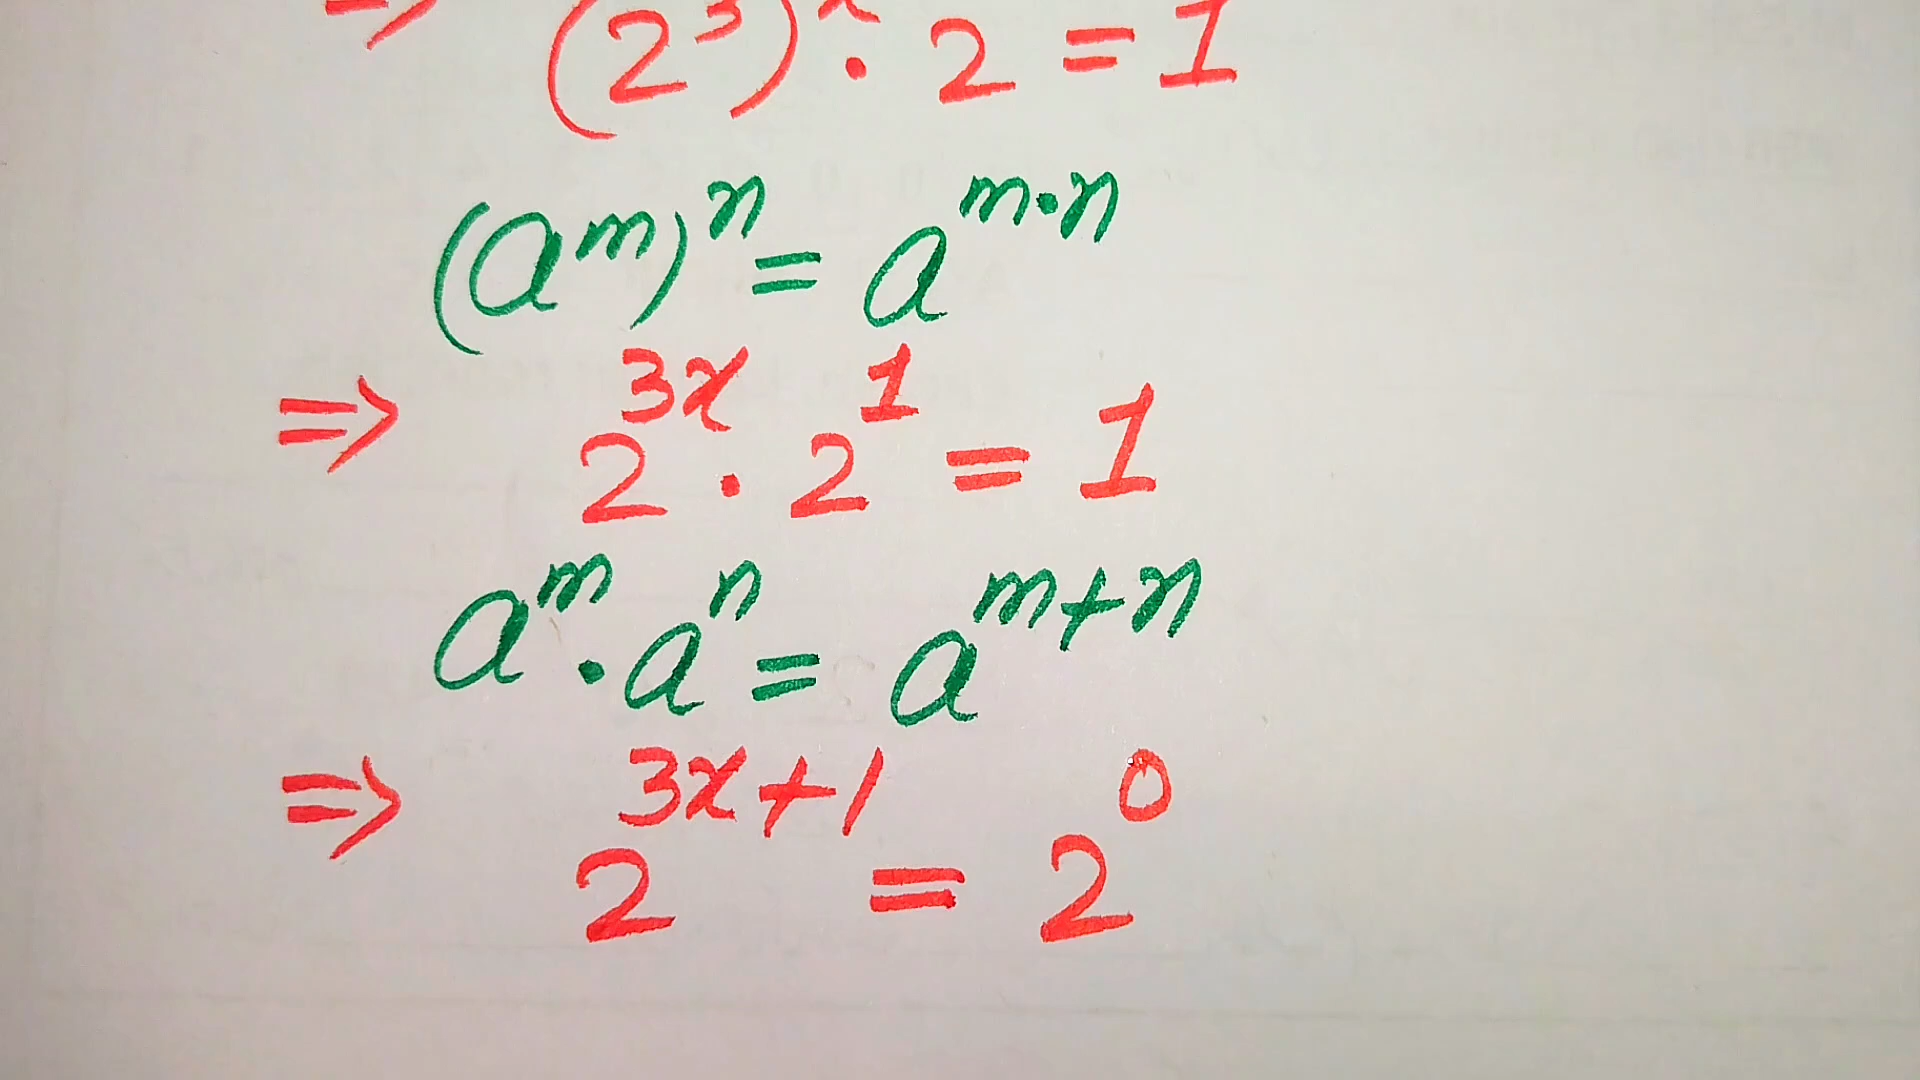 ⇒ (2³)ˣ · 2 = 1
(aᵐ)ⁿ = aᵐ·ⁿ
⇒ 2³ˣ · 2¹ = 1
aᵐ · aⁿ = aᵐ⁺ⁿ
⇒ 2³ˣ⁺¹ = 2⁰